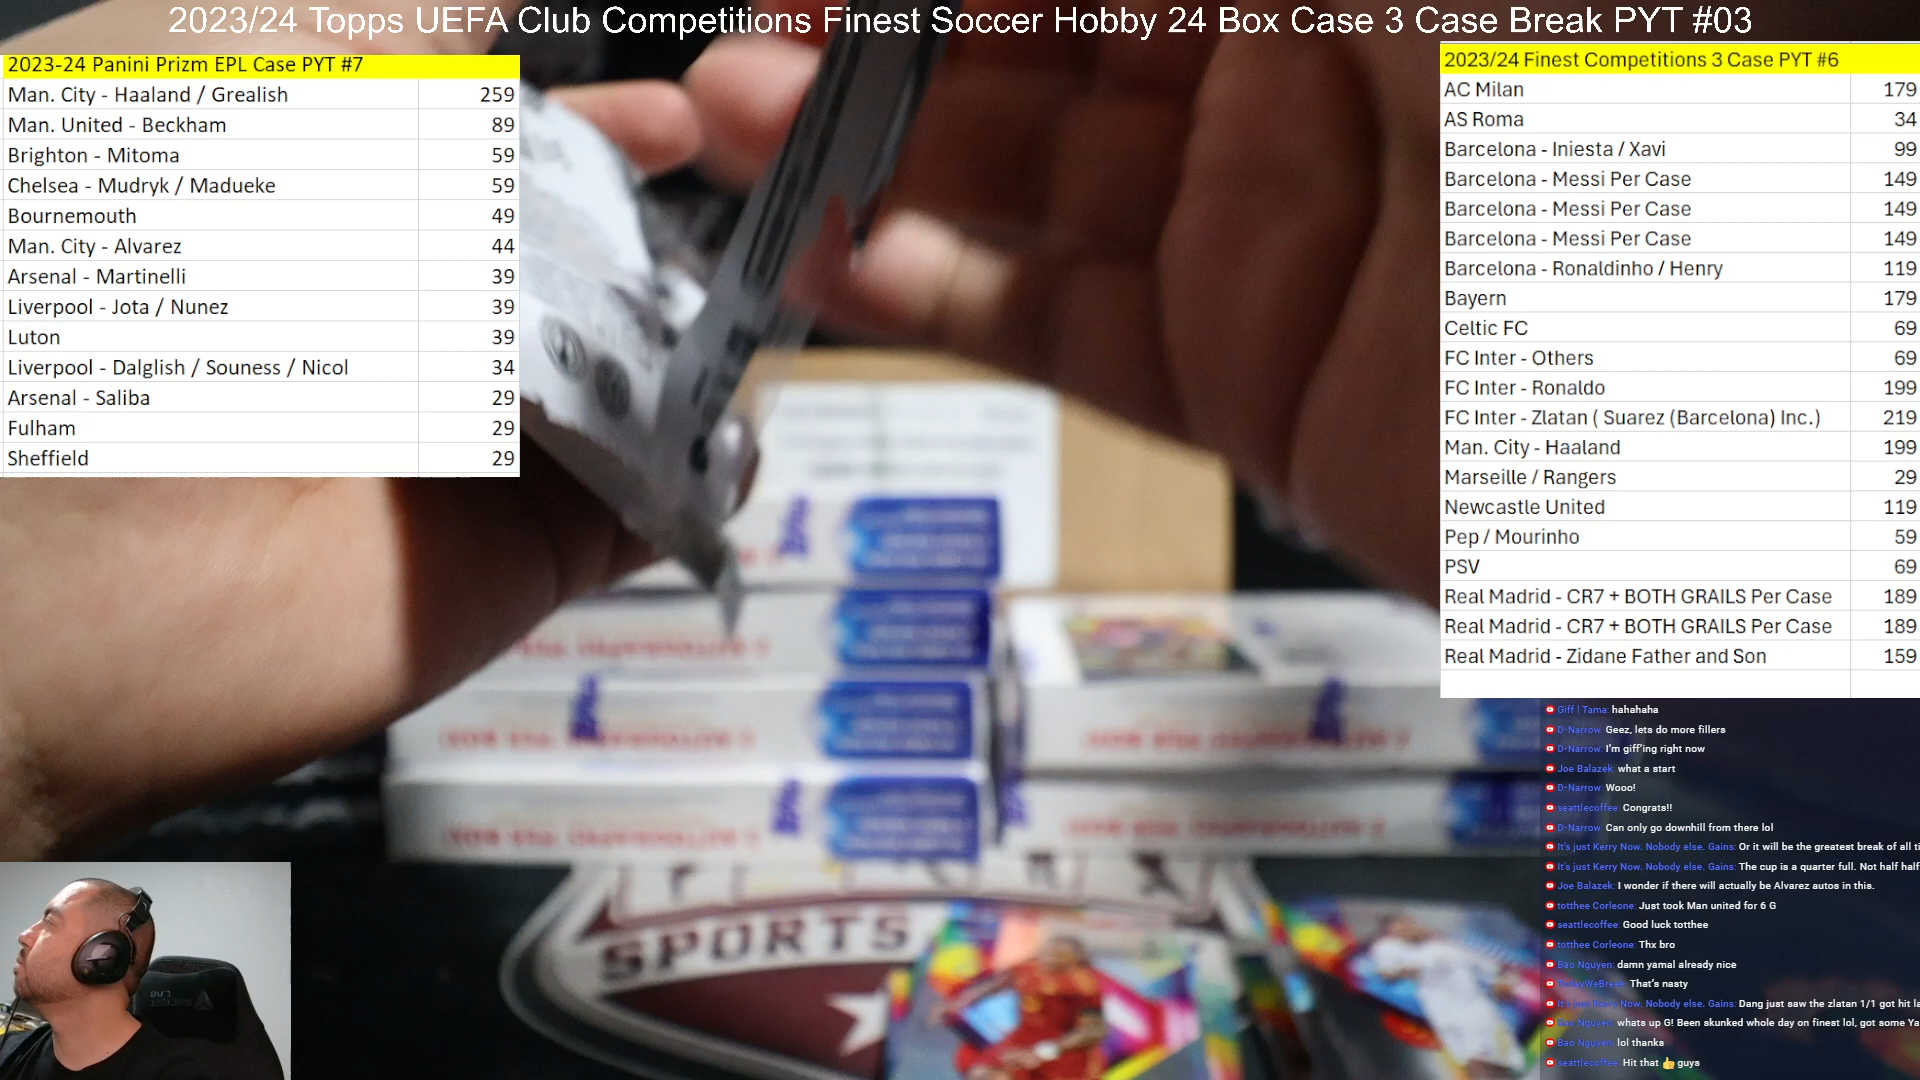 2023/24 Topps UEFA Club Competitions Finest Soccer Hobby 24 Box Case 3 Case Break PYT #03
2023-24 Panini Prizm EPL Case PYT #7
Man. City - Haaland / Grealish 259
Man. United - Beckham 89
Brighton - Mitoma 59
Chelsea - Mudryk / Madueke 59
Bournemouth 49
Man. City - Alvarez 44
Arsenal - Martinelli 39
Liverpool - Jota / Nunez 39
Luton 39
Liverpool - Dalglish / Souness / Nicol 34
Arsenal - Saliba 29
Fulham 29
Sheffield 29
2023/24 Finest Competitions 3 Case PYT #6
AC Milan 179
AS Roma 34
Barcelona - Iniesta / Xavi 99
Barcelona - Messi Per Case 149
Barcelona - Messi Per Case 149
Barcelona - Messi Per Case 149
Barcelona - Ronaldinho / Henry 119
Bayern 179
Celtic FC 69
FC Inter - Others 69
FC Inter - Ronaldo 199
FC Inter - Zlatan ( Suarez (Barcelona) Inc.) 219
Man. City - Haaland 199
Marseille / Rangers 29
Newcastle United 119
Pep / Mourinho 59
PSV 69
Real Madrid - CR7 + BOTH GRAILS Per Case 189
Real Madrid - CR7 + BOTH GRAILS Per Case 189
Real Madrid - Zidane Father and Son 159
Giff | Tama: hahahaha
D-Narrow: Geez, lets do more fillers
D-Narrow: I'm giff'ing right now
Joe Balazek: what a start
D-Narrow: Wooo!
seattlecoffee: Congrats!!
D-Narrow: Can only go downhill from there lol
It's just Kerry Now. Nobody else. Gains: Or it will be the greatest break of all ti
It's just Kerry Now. Nobody else. Gains: The cup is a quarter full. Not half half
Joe Balazek: I wonder if there will actually be Alvarez autos in this.
totthee Corleone: Just took Man united for 6 G
seattlecoffee: Good luck totthee
totthee Corleone: Thx bro
Bao Nguyen: damn yamal already nice
That's nasty
It's just Kerry Now. Nobody else. Gains: Dang just saw the zlatan 1/1 got hit la
Bao Nguyen: whats up G! Been skunked whole day on finest lol, got some Ya
Bao Nguyen: lol thanks
seattlecoffee: Hit that 👍 guys
SPORTS
topps